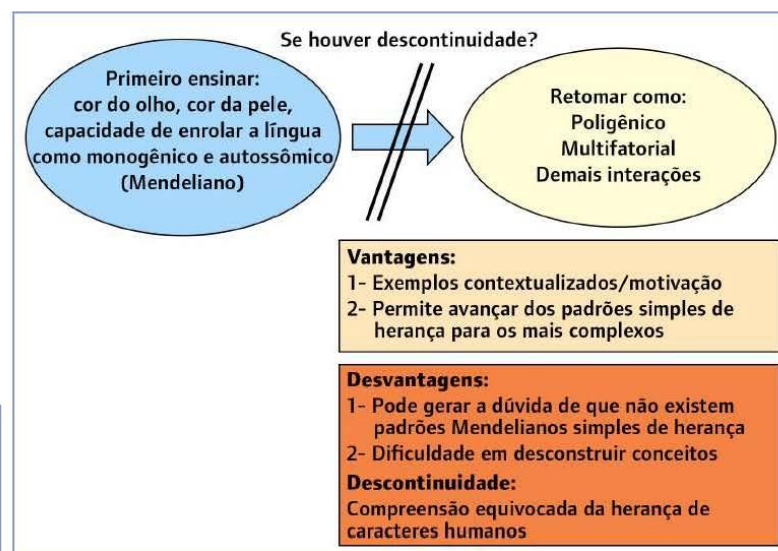 Se houver descontinuidade?
Primeiro ensinar:
cor do olho, cor da pele,
capacidade de enrolar a língua
como monogênico e autossômico
(Mendeliano)
Retomar como:
Poligênico
Multifatorial
Demais interações
Vantagens:
1- Exemplos contextualizados/motivação
2- Permite avançar dos padrões simples de
herança para os mais complexos
Desvantagens:
1- Pode gerar a dúvida de que não existem
padrões Mendelianos simples de herança
2- Dificuldade em desconstruir conceitos
Descontinuidade:
Compreensão equivocada da herança de
caracteres humanos